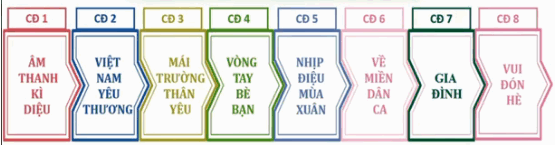 CĐ 1
ÂM
THANH
KÌ
DIỆU
CĐ 2
VIỆT
NAM
YÊU
THƯƠNG
CĐ 3
MÁI
TRƯỜNG
THÂN
YÊU
CĐ 4
VÒNG
TAY
BÈ
BẠN
CĐ 5
NHỊP
ĐIỆU
MÙA
XUÂN
CĐ 6
VỀ
MIỀN
DÂN
CA
CĐ 7
GIA
ĐÌNH
CĐ 8
VUI
ĐÓN
HÈ